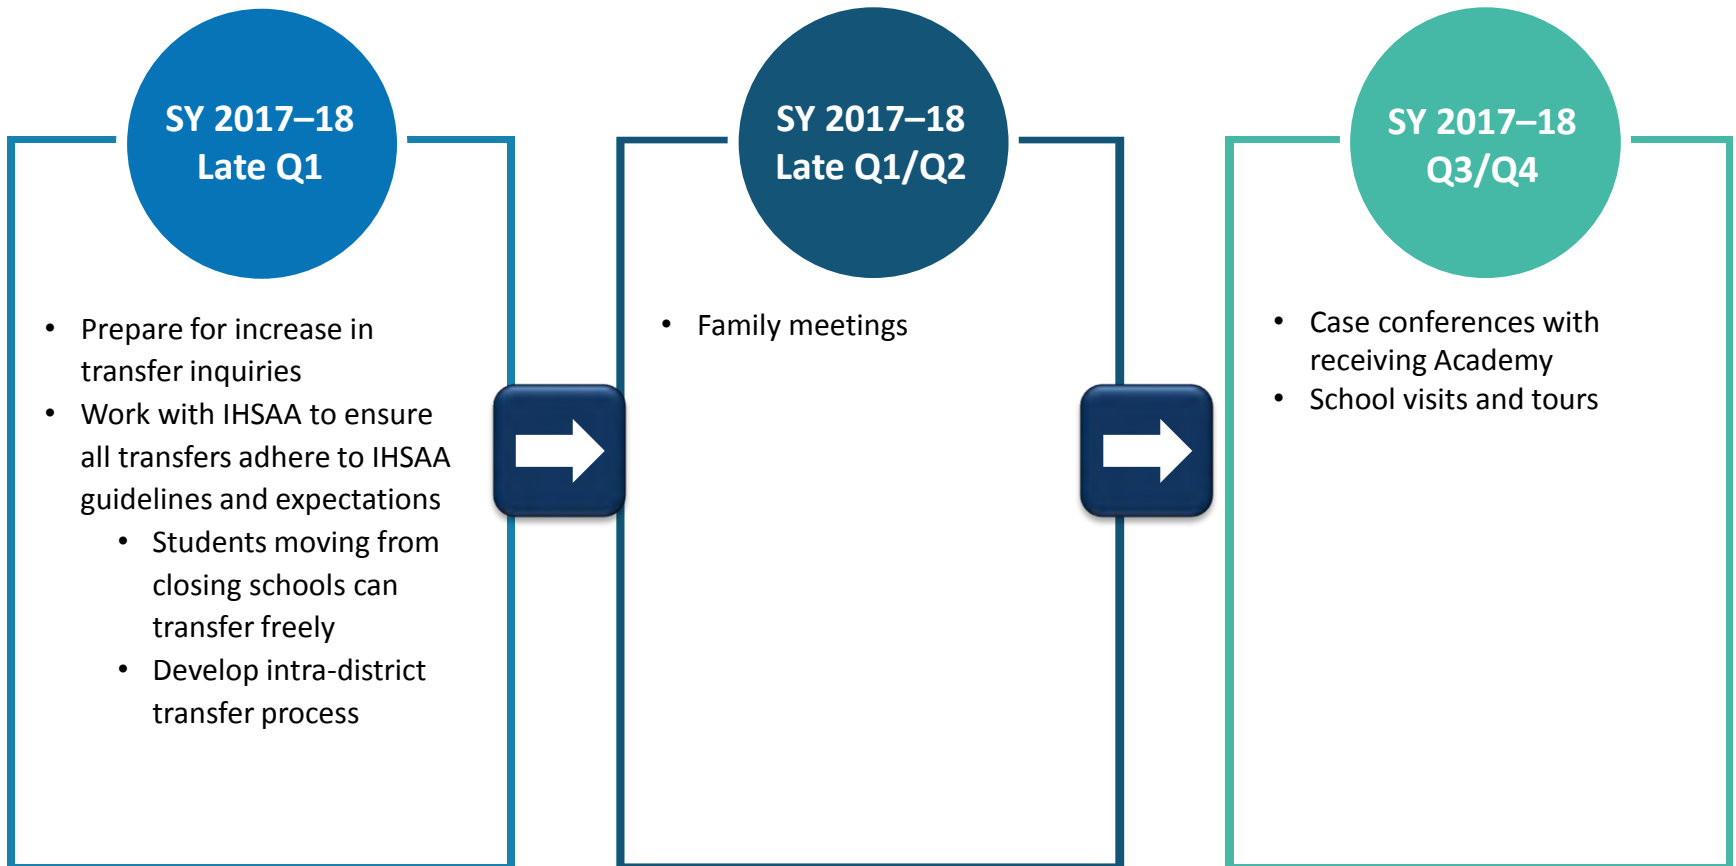 SY 2017–18
Late Q1
• Prepare for increase in
transfer inquiries
• Work with IHSAA to ensure
all transfers adhere to IHSAA
guidelines and expectations
• Students moving from
closing schools can
transfer freely
• Develop intra-district
transfer process
SY 2017–18
Late Q1/Q2
• Family meetings
SY 2017–18
Q3/Q4
• Case conferences with
receiving Academy
• School visits and tours